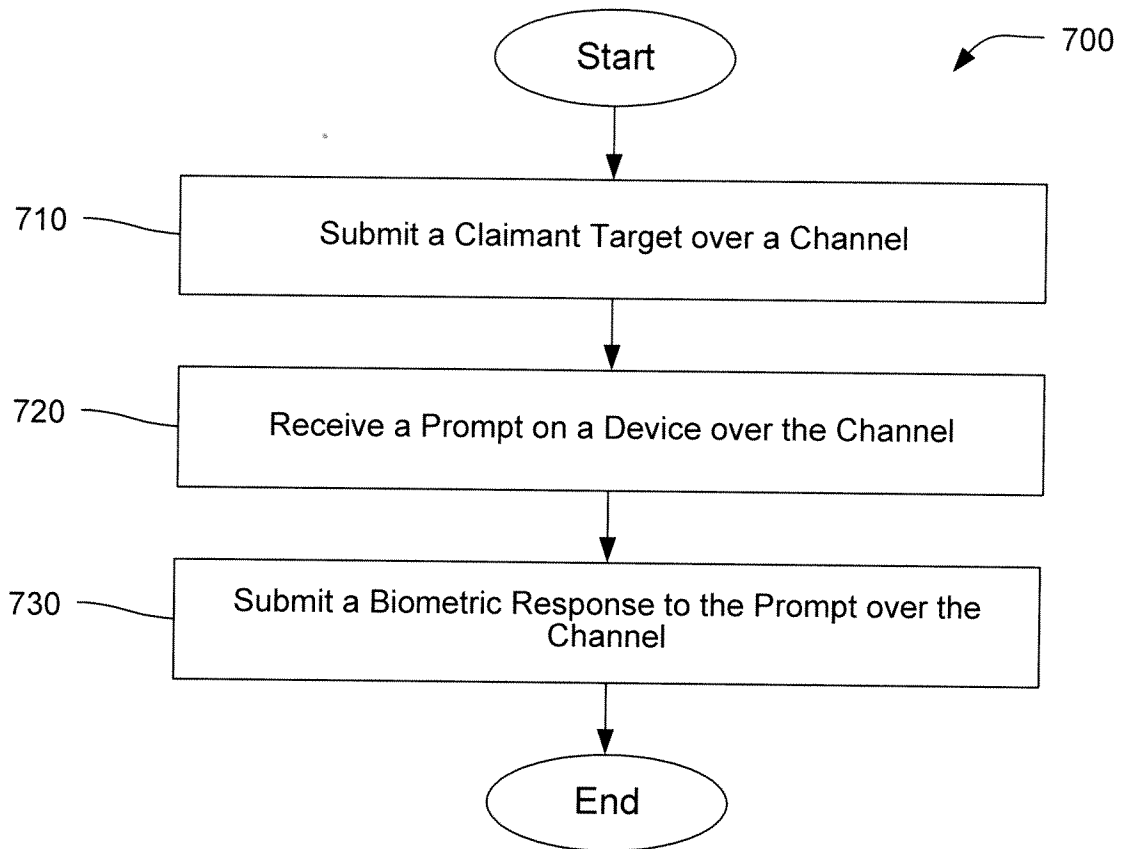 Start
700
710
Submit a Claimant Target over a Channel
720
Receive a Prompt on a Device over the Channel
730
Submit a Biometric Response to the Prompt over the
Channel
End